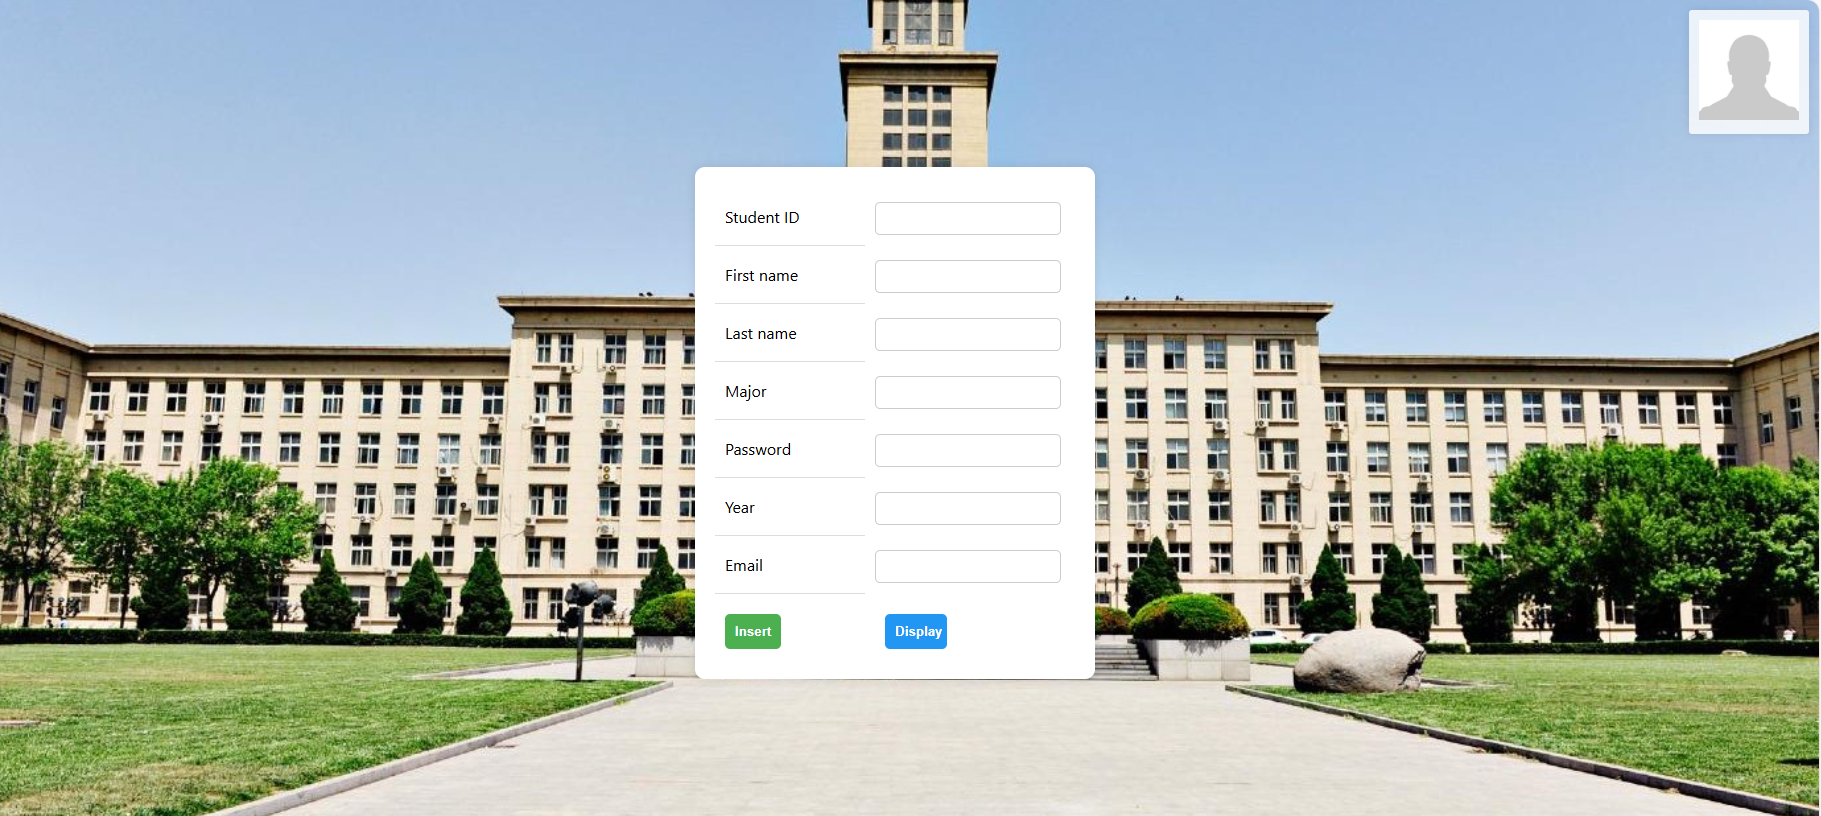 Student ID
First name
Last name
Major
Password
Year
Email
Insert Display